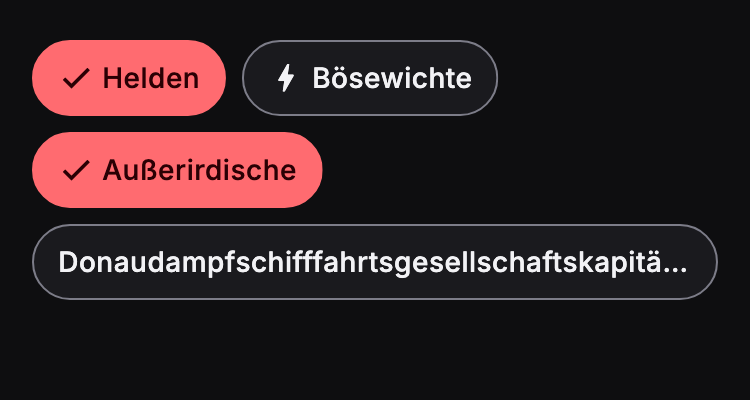 Helden
Bösewichte
Außerirdische
Donaudampfschifffahrtsgesellschaftskapitä...